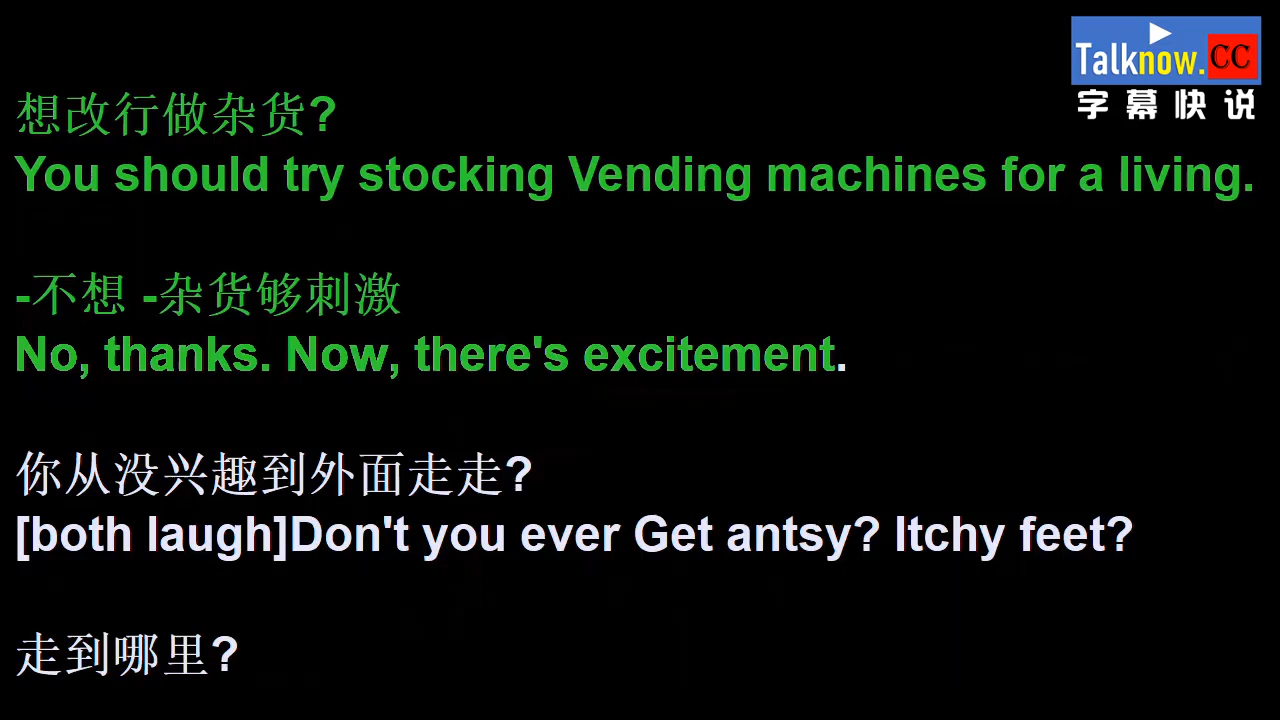 Talknow.CC
字幕快说
想改行做杂货?
You should try stocking Vending machines for a living.
-不想 -杂货够刺激
No, thanks. Now, there's excitement.
你从没兴趣到外面走走?
[both laugh]Don't you ever Get antsy? Itchy feet?
走到哪里?